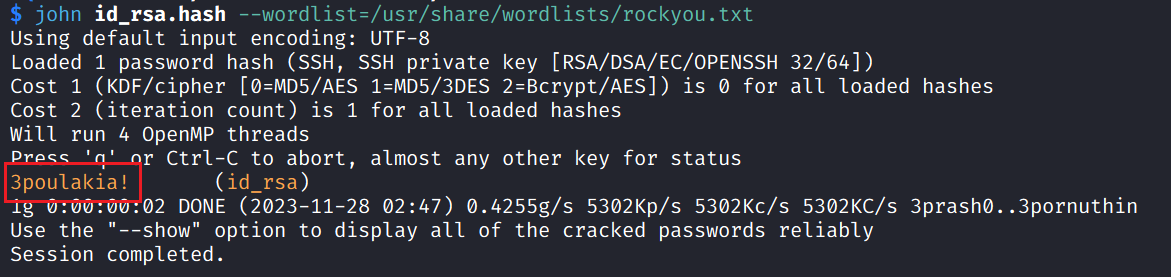 $ john id_rsa.hash --wordlist=/usr/share/wordlists/rockyou.txt
Using default input encoding: UTF-8
Loaded 1 password hash (SSH, SSH private key [RSA/DSA/EC/OPENSSH 32/64])
Cost 1 (KDF/cipher [0=MD5/AES 1=MD5/3DES 2=Bcrypt/AES]) is 0 for all loaded hashes
Cost 2 (iteration count) is 1 for all loaded hashes
Will run 4 OpenMP threads
Press 'q' or Ctrl-C to abort, almost any other key for status
3poulakia!       (id_rsa)
1g 0:00:00:02 DONE (2023-11-28 02:47) 0.4255g/s 5302Kp/s 5302Kc/s 5302KC/s 3prash0..3pornuthin
Use the "--show" option to display all of the cracked passwords reliably
Session completed.